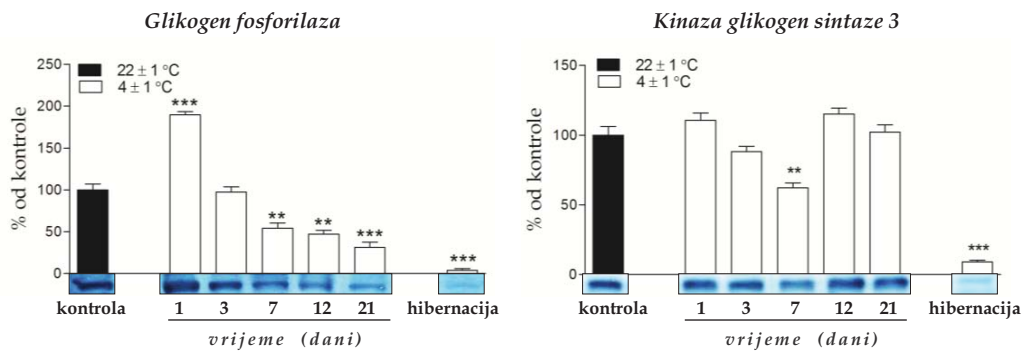 Glikogen fosforilaza
% od kontrole
250
200
150
100
50
0
22 ± 1 °C
4 ± 1 °C
***
**
**
***
***
kontrola
1 3 7 12 21
hibernacija
vrijeme (dani)
Kinaza glikogen sintaze 3
% od kontrole
150
100
50
0
22 ± 1 °C
4 ± 1 °C
**
***
kontrola
1 3 7 12 21
hibernacija
vrijeme (dani)